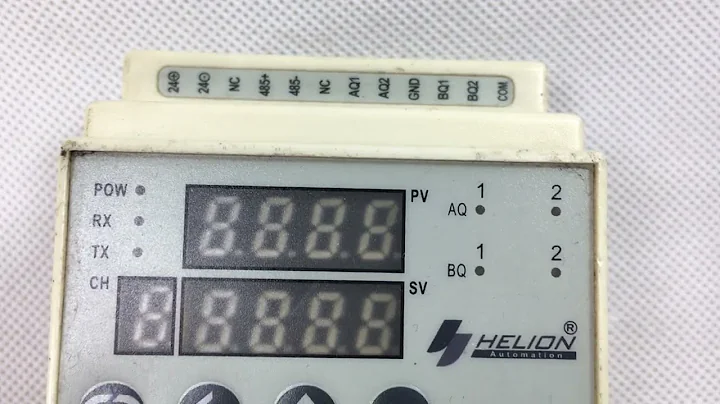 24⊕ 24⊖ NC 485+ 485- NC AQ1 AQ2 GND BQ1 BQ2 COM
POW
RX
TX
PV
1 2
AQ
1 2
BQ
CH
8
SV
HELION®
Automation